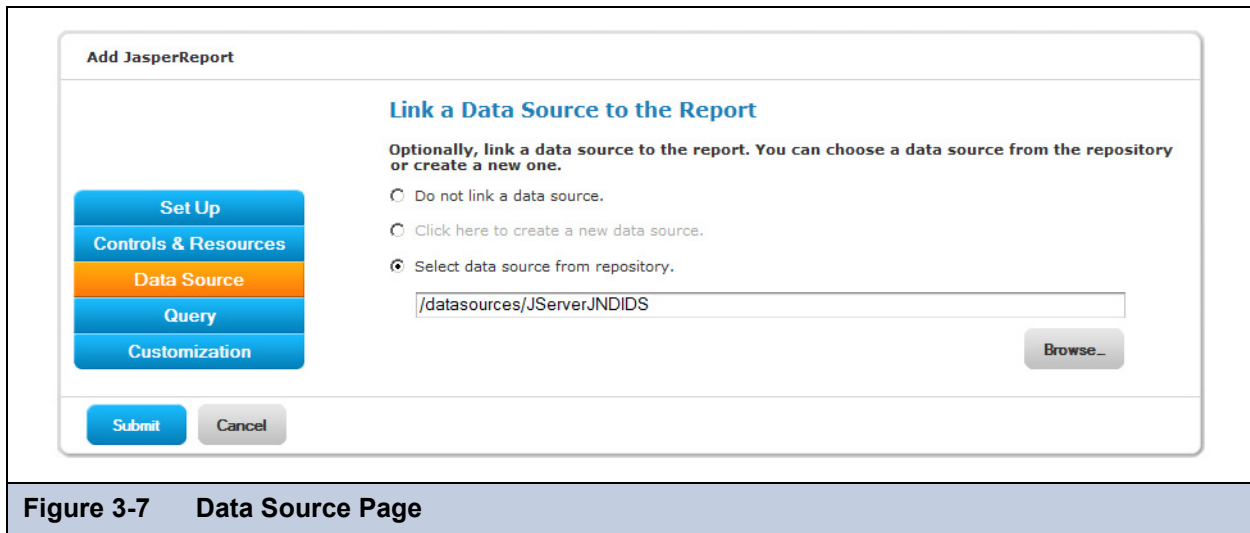 Add JasperReport
Link a Data Source to the Report
Optionally, link a data source to the report. You can choose a data source from the repository
or create a new one.
Set Up
Controls & Resources
Data Source
Query
Customization
Do not link a data source.
Click here to create a new data source.
Select data source from repository.
/datasources/JServerJNDIDS
Browse...
Submit
Cancel
Figure 3-7 Data Source Page